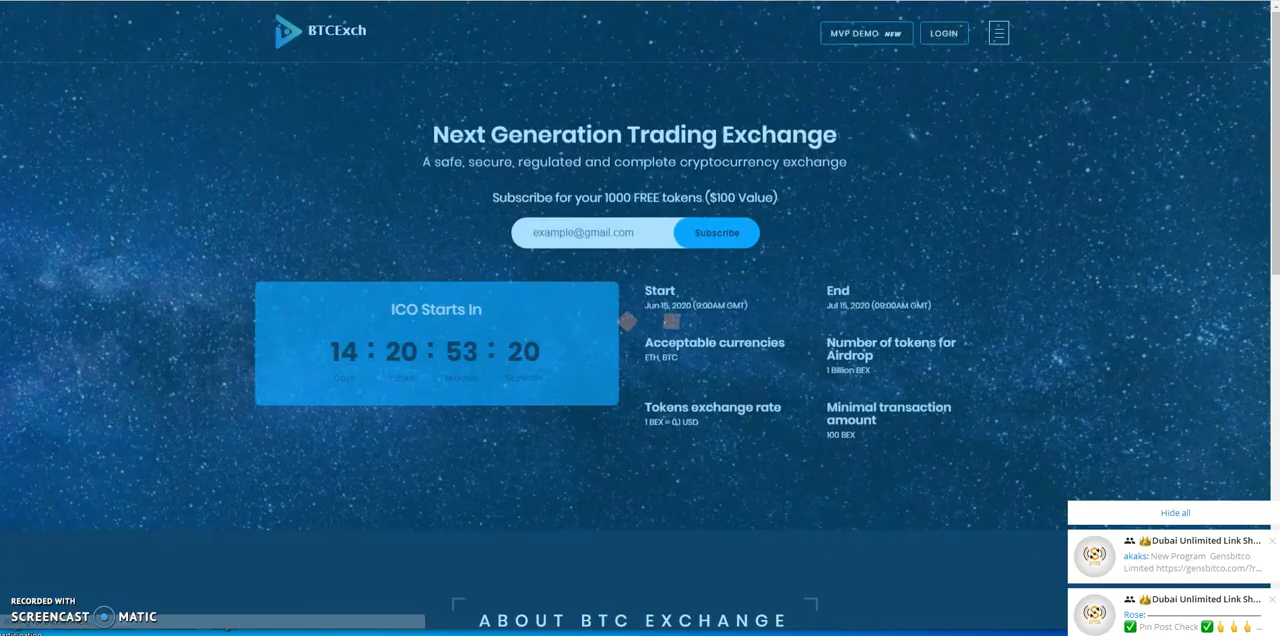 BTCExch
MVP DEMO NEW
LOGIN
Next Generation Trading Exchange
A safe, secure, regulated and complete cryptocurrency exchange
Subscribe for your 1000 FREE tokens ($100 Value)
example@gmail.com
Subscribe
ICO Starts In
14 : 20 : 53 : 20
Days Minutes Seconds
Start
Jun 15, 2020 (9:00AM GMT)
End
Jul 15, 2020 (09:00AM GMT)
Acceptable currencies
ETH, BTC
Number of tokens for
Airdrop
1 Billion BEX
Tokens exchange rate
1 BEX = 0,1 USD
Minimal transaction
amount
100 BEX
ABOUT BTC EXCHANGE
Hide all
Dubai Unlimited Link Sh...
akaks: New Program Gensbitco
Limited https://gensbitco.com/?r...
Dubai Unlimited Link Sh...
Rose:
Pin Post Check ...
RECORDED WITH
SCREENCAST MATIC